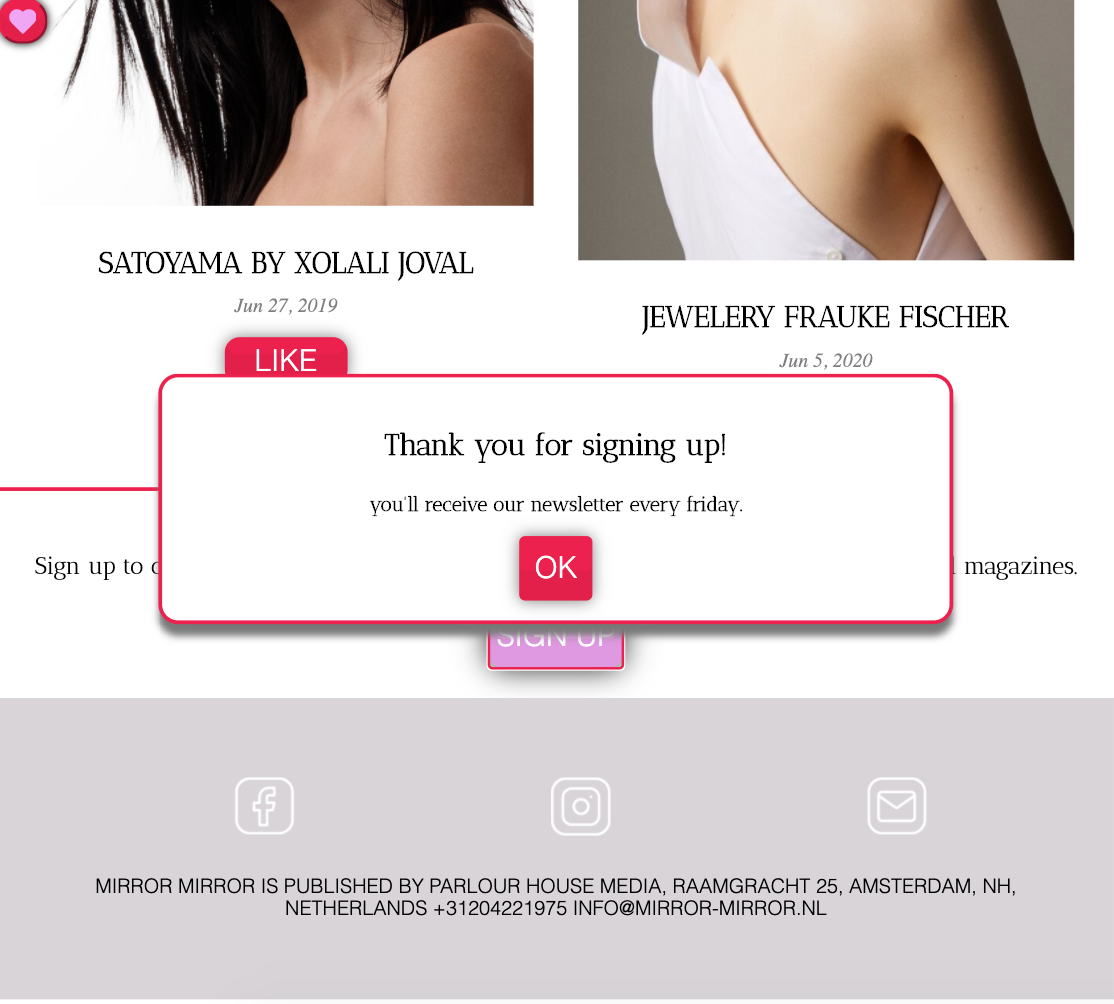 SATOYAMA BY XOLALI JOVAL
Jun 27, 2019
LIKE
JEWELERY FRAUKE FISCHER
Jun 5, 2020
Thank you for signing up!
you'll receive our newsletter every friday.
OK
Sign up to
magazines.
SIGN UP
MIRROR MIRROR IS PUBLISHED BY PARLOUR HOUSE MEDIA, RAAMGRACHT 25, AMSTERDAM, NH,
NETHERLANDS +31204221975 INFO@MIRROR-MIRROR.NL